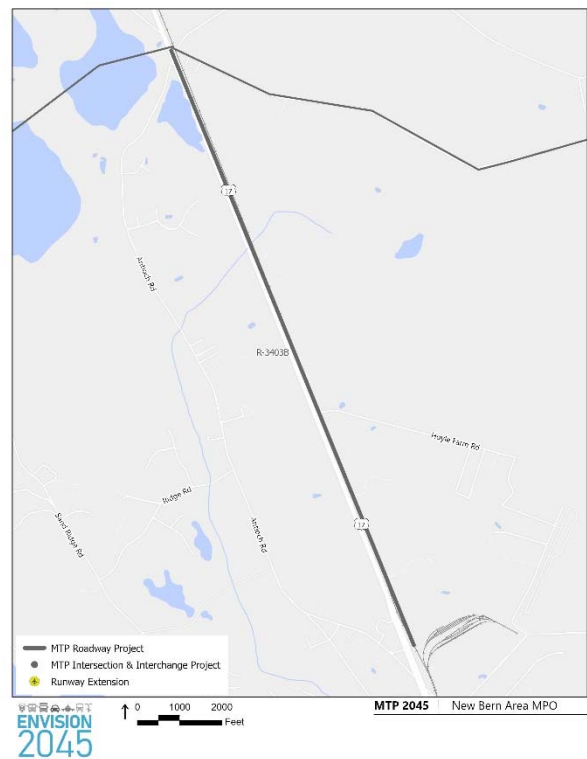 17
Antioch Rd
R-3403B
Hoyle Farm Rd
Ridge Rd
17
Sand Ridge Rd
Antioch Rd
MTP Roadway Project
MTP Intersection & Interchange Project
Runway Extension
0 1000 2000
Feet
MTP 2045 New Bern Area MPO
ENVISION
2045